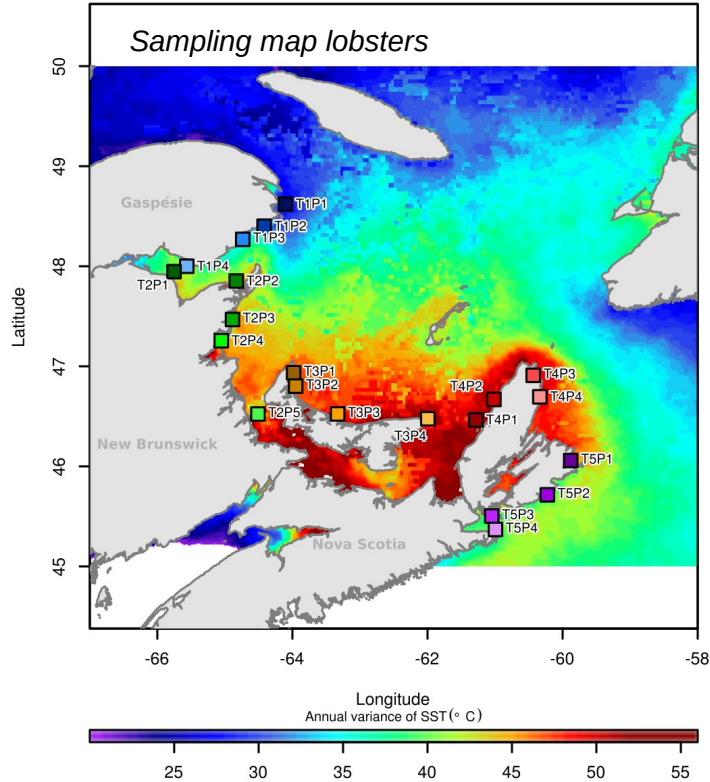 Sampling map lobsters
50
49
48
47
46
45
Latitude
Gaspésie
T1P1
T1P2
T1P3
T1P4
T2P1
T2P2
T2P3
T2P4
T3P1
T3P2
T2P5
T3P3
T3P4
T4P2
T4P3
T4P4
T4P1
New Brunswick
T5P1
T5P2
T5P3
T5P4
Nova Scotia
-66 -64 -62 -60 -58
Longitude
Annual variance of SST(° C)
25 30 35 40 45 50 55